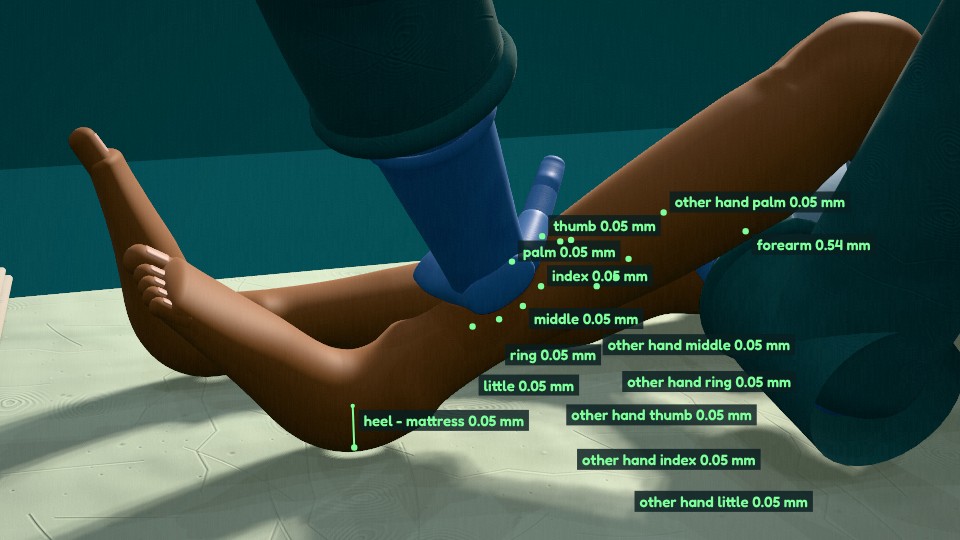 other hand palm 0.05 mm
thumb 0.05 mm
forearm 0.54 mm
palm 0.05 mm
index 0.05 mm
middle 0.05 mm
other hand middle 0.05 mm
ring 0.05 mm
other hand ring 0.05 mm
little 0.05 mm
other hand thumb 0.05 mm
heel - mattress 0.05 mm
other hand index 0.05 mm
other hand little 0.05 mm